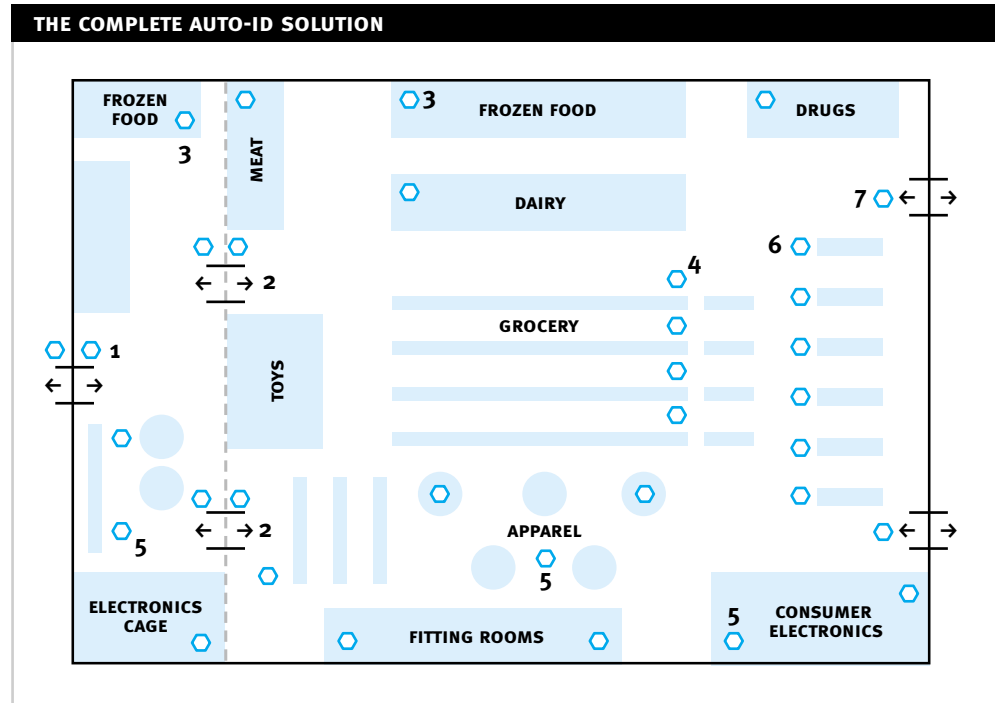 THE COMPLETE AUTO-ID SOLUTION
FROZEN
FOOD
3
MEAT
3
FROZEN FOOD
DRUGS
DAIRY
7
6
2
4
GROCERY
1
TOYS
2
5
APPAREL
5
ELECTRONICS
CAGE
FITTING ROOMS
5
CONSUMER
ELECTRONICS